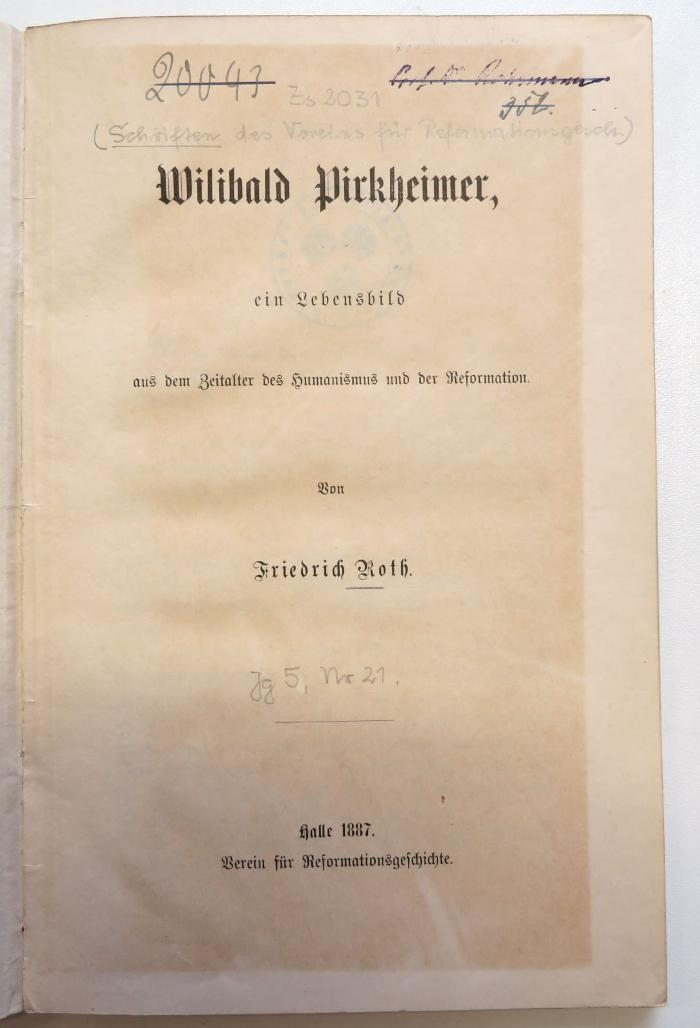 20043
Zs 2031
(Schriften des Vereins für Reformationsgesch.)
Wilibald Pirkheimer,
ein Lebensbild
aus dem Zeitalter des Humanismus und der Reformation.
Von
Friedrich Roth.
Jg 5, Nr 21.
Halle 1887.
Verein für Reformationsgeschichte.